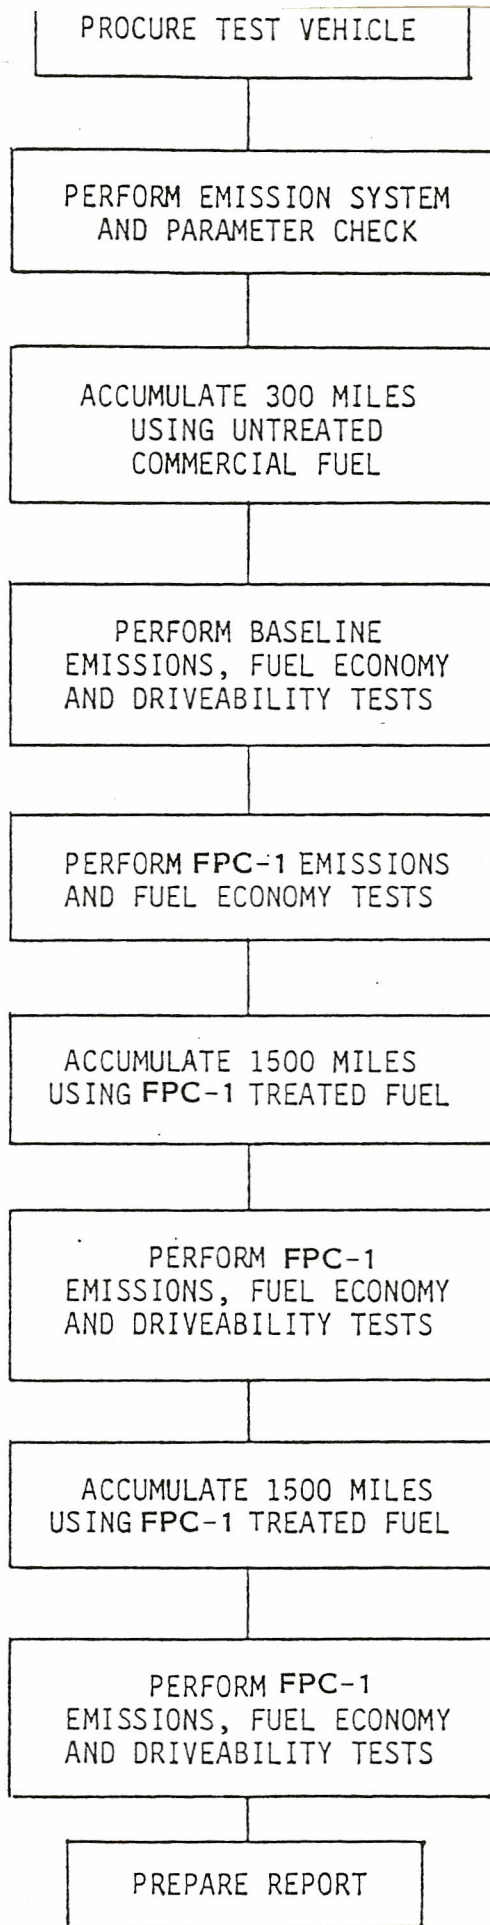 PROCURE TEST VEHICLE
PERFORM EMISSION SYSTEM
AND PARAMETER CHECK
ACCUMULATE 300 MILES
USING UNTREATED
COMMERCIAL FUEL
PERFORM BASELINE
EMISSIONS, FUEL ECONOMY
AND DRIVEABILITY TESTS
PERFORM FPC-1 EMISSIONS
AND FUEL ECONOMY TESTS
ACCUMULATE 1500 MILES
USING FPC-1 TREATED FUEL
PERFORM FPC-1
EMISSIONS, FUEL ECONOMY
AND DRIVEABILITY TESTS
ACCUMULATE 1500 MILES
USING FPC-1 TREATED FUEL
PERFORM FPC-1
EMISSIONS, FUEL ECONOMY
AND DRIVEABILITY TESTS
PREPARE REPORT